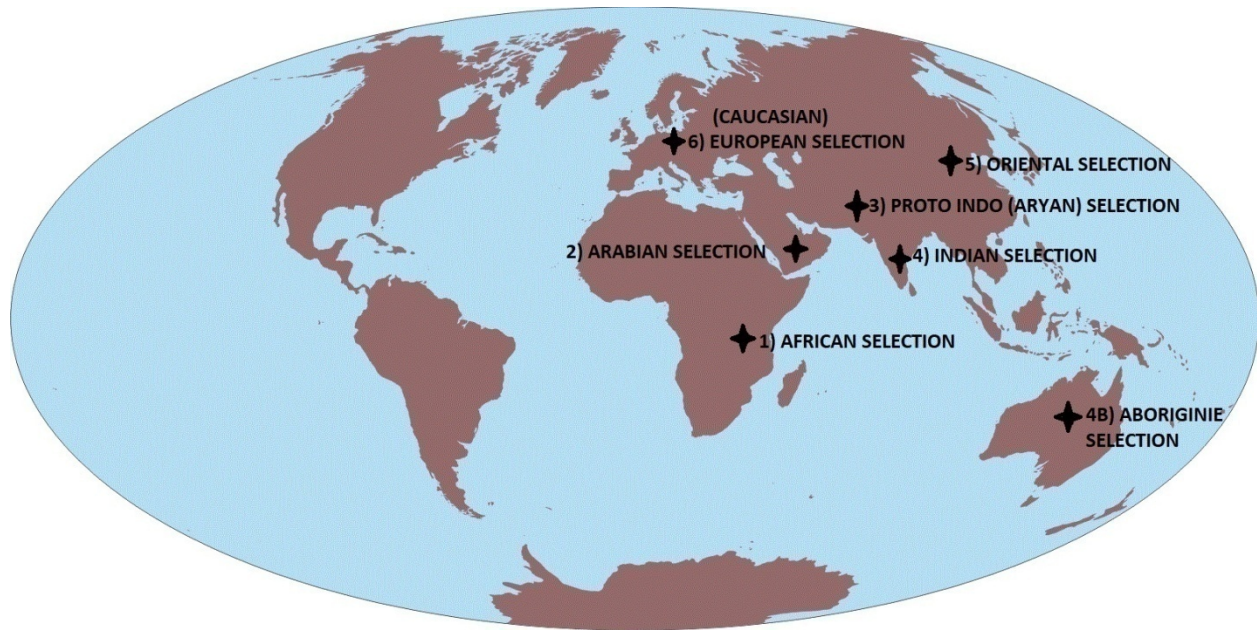 (CAUCASIAN)
6) EUROPEAN SELECTION
5) ORIENTAL SELECTION
3) PROTO INDO (ARYAN) SELECTION
2) ARABIAN SELECTION
4) INDIAN SELECTION
1) AFRICAN SELECTION
4B) ABORIGINIE
SELECTION